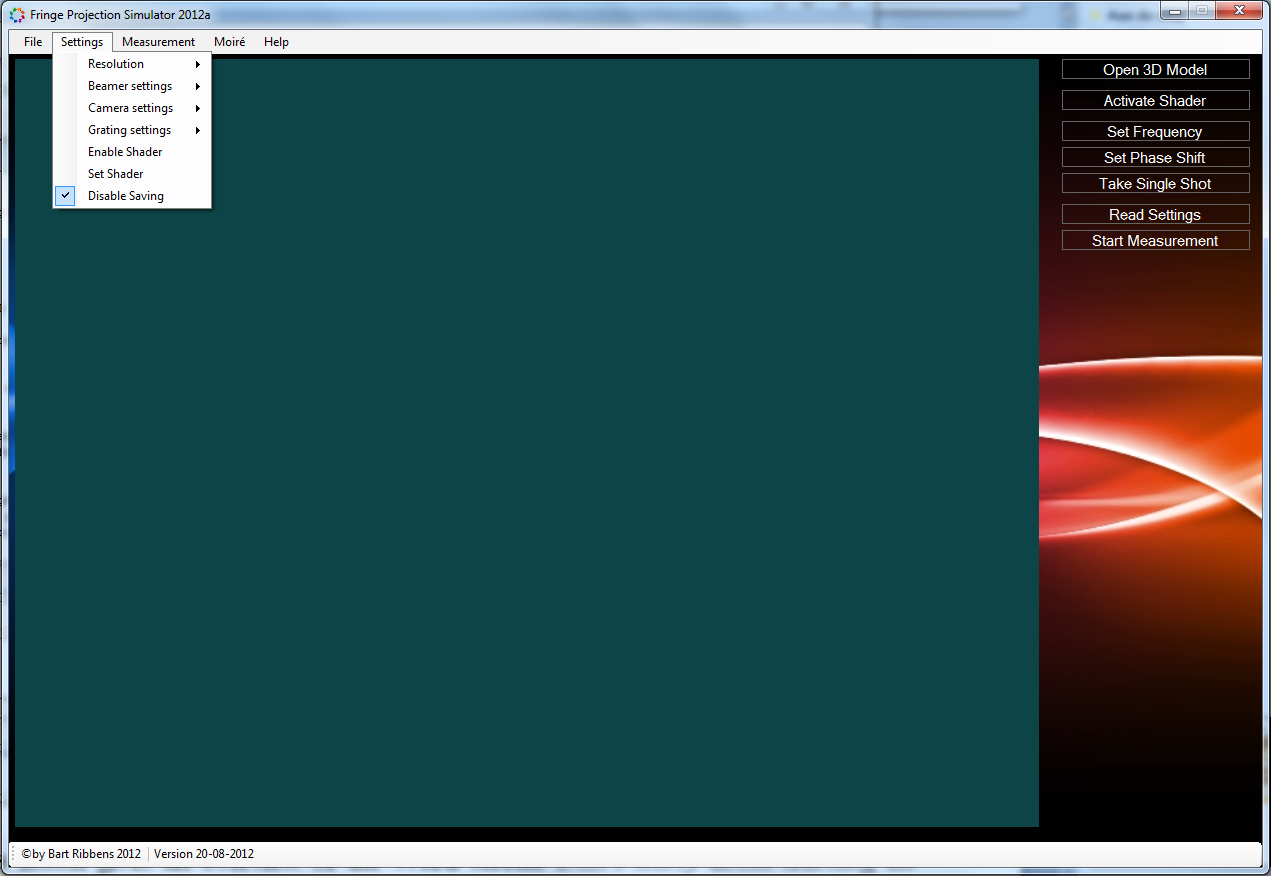 Fringe Projection Simulator 2012a
File Settings Measurement Moiré Help
Resolution
Beamer settings
Camera settings
Grating settings
Enable Shader
Set Shader
Disable Saving
Open 3D Model
Activate Shader
Set Frequency
Set Phase Shift
Take Single Shot
Read Settings
Start Measurement
©by Bart Ribbens 2012 Version 20-08-2012